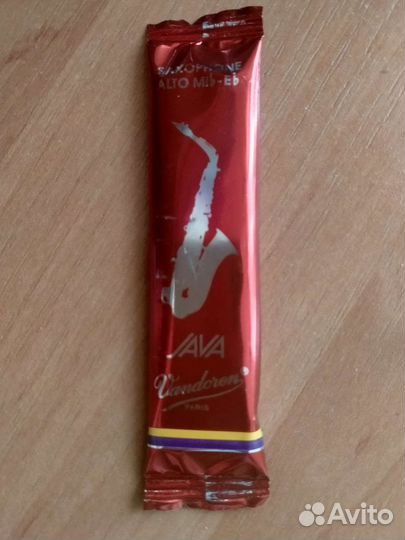 SAXOPHONE
ALTO Mib-Eb
JAVA
Vandoren®
PARIS
Avito